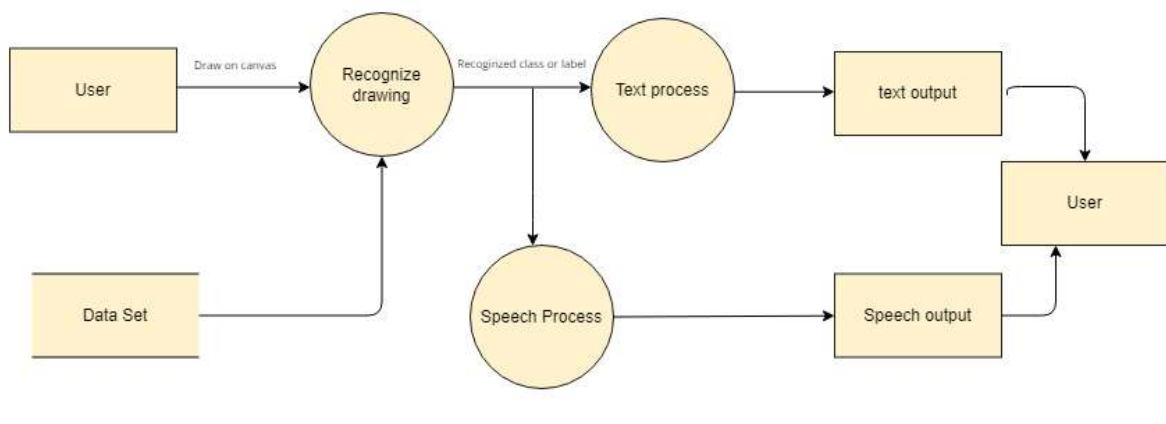 User
Draw on canvas
Recognize
drawing
Recoginzed class or label
Text process
text output
User
Data Set
Speech Process
Speech output